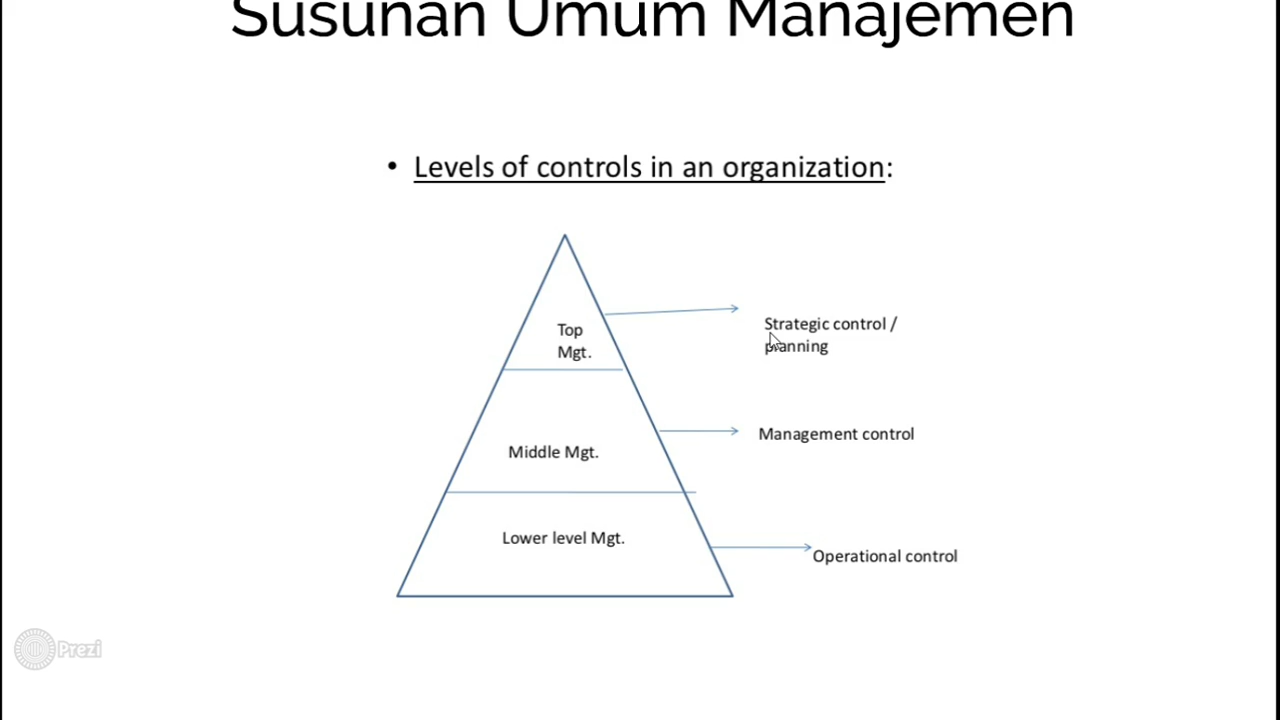 Susunan Umum Manajemen
• Levels of controls in an organization:
Top
Mgt.
Strategic control /
planning
Middle Mgt.
Management control
Lower level Mgt.
Operational control
Prezi